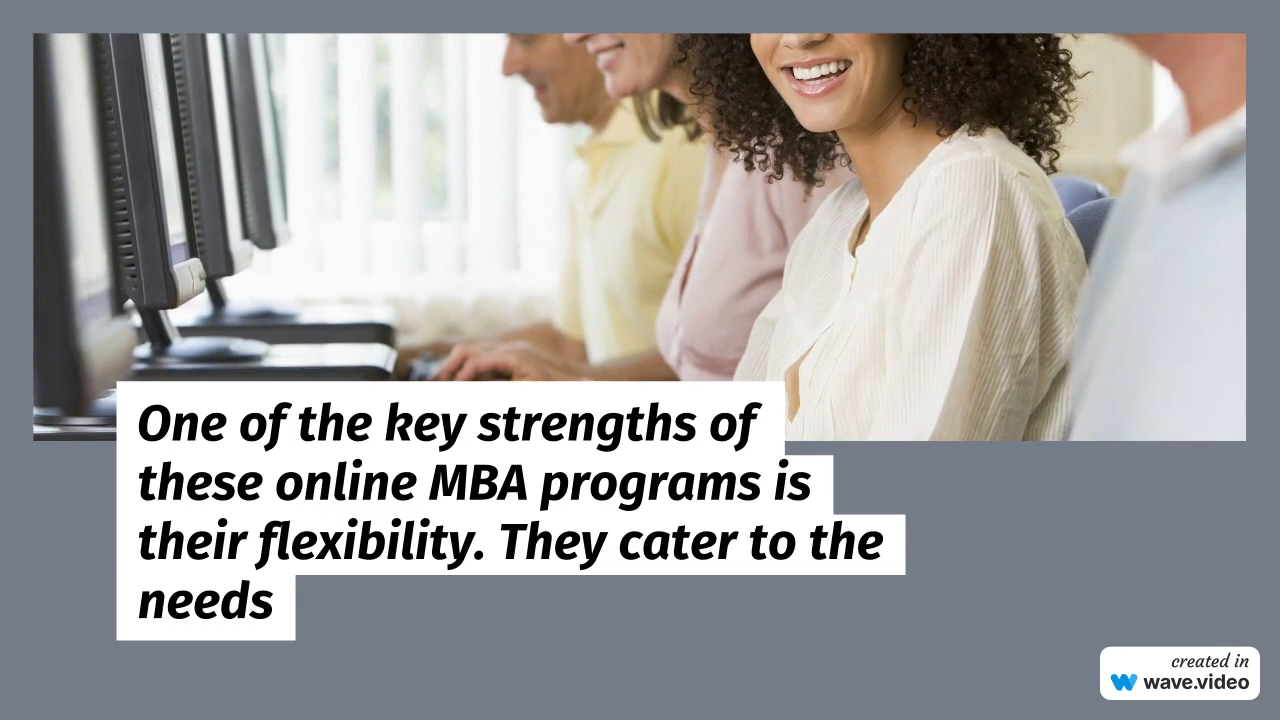 One of the key strengths of
these online MBA programs is
their flexibility. They cater to the
needs
created in
wave.video